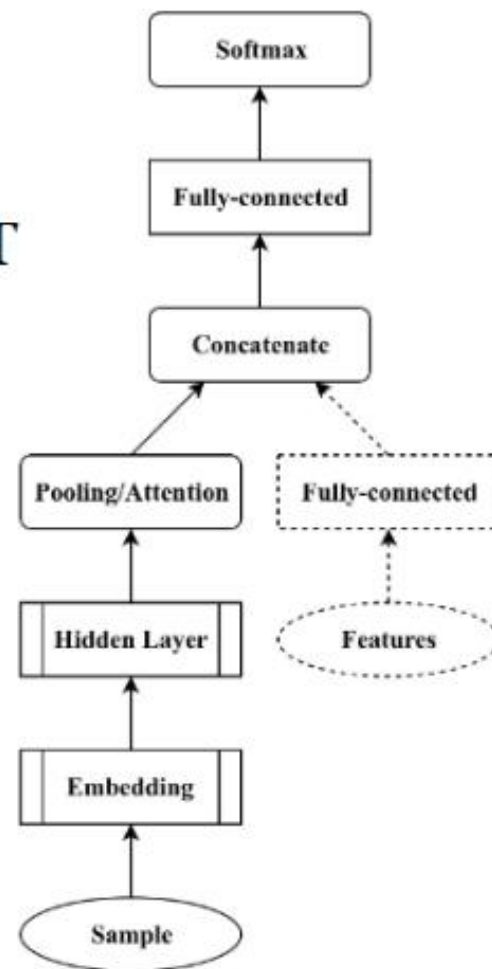 Softmax
Fully-connected
T
Concatenate
Pooling/Attention
Fully-connected
Hidden Layer
Features
Embedding
Sample